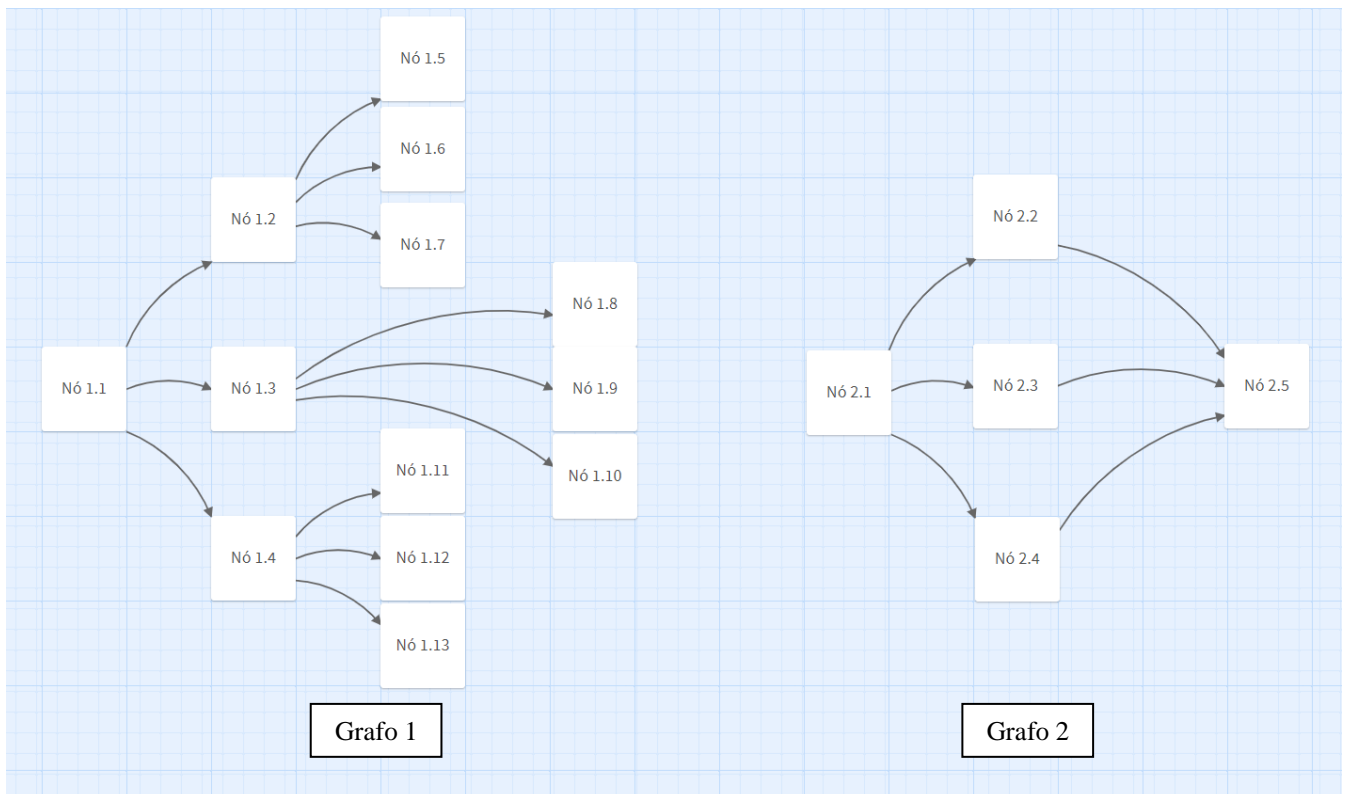 Nó 1.1
Nó 1.2
Nó 1.3
Nó 1.4
Nó 1.5
Nó 1.6
Nó 1.7
Nó 1.8
Nó 1.9
Nó 1.10
Nó 1.11
Nó 1.12
Nó 1.13
Grafo 1
Nó 2.1
Nó 2.2
Nó 2.3
Nó 2.4
Nó 2.5
Grafo 2